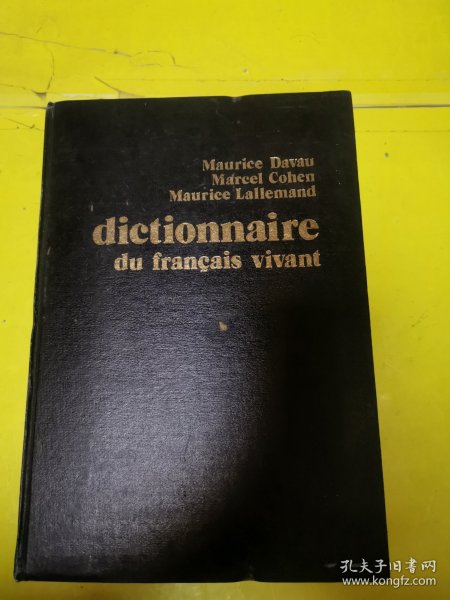 Maurice Davau
Marcel Cohen
Maurice Lallemand
dictionnaire
du français vivant
孔夫子旧书网
www.kongfz.com